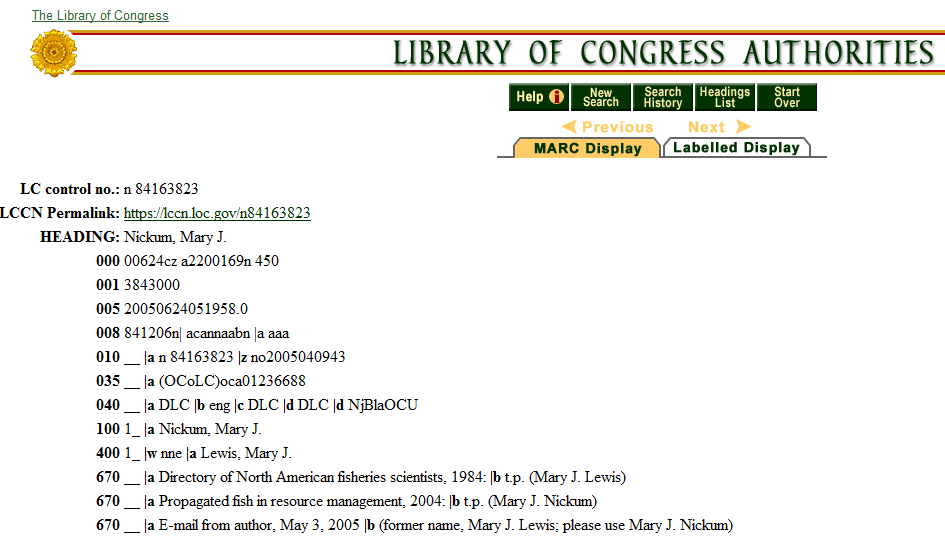 The Library of Congress
LIBRARY OF CONGRESS AUTHORITIES
Help i New Search Search History Headings List Start Over
Previous Next
MARC Display Labelled Display
LC control no.: n 84163823
LCCN Permalink: https://lccn.loc.gov/n84163823
HEADING: Nickum, Mary J.
000 00624cz a2200169n 450
001 3843000
005 20050624051958.0
008 841206n| acannaabn |a aaa
010 __ |a n 84163823 |z no2005040943
035 __ |a (OCoLC)oca01236688
040 __ |a DLC |b eng |c DLC |d DLC |d NjBlaOCU
100 1_ |a Nickum, Mary J.
400 1_ |w nne |a Lewis, Mary J.
670 __ |a Directory of North American fisheries scientists, 1984: |b t.p. (Mary J. Lewis)
670 __ |a Propagated fish in resource management, 2004: |b t.p. (Mary J. Nickum)
670 __ |a E-mail from author, May 3, 2005 |b (former name, Mary J. Lewis; please use Mary J. Nickum)